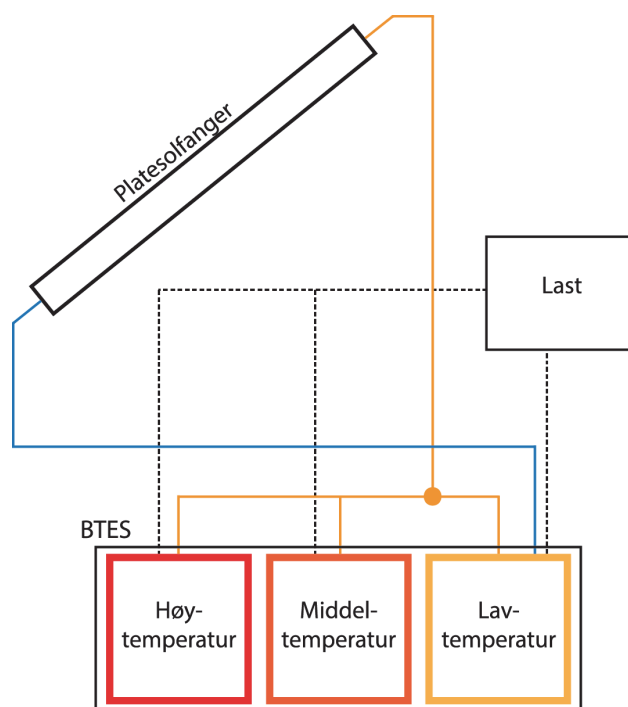 Platesolfanger
Last
BTES
Høy-
temperatur
Middel-
temperatur
Lav-
temperatur